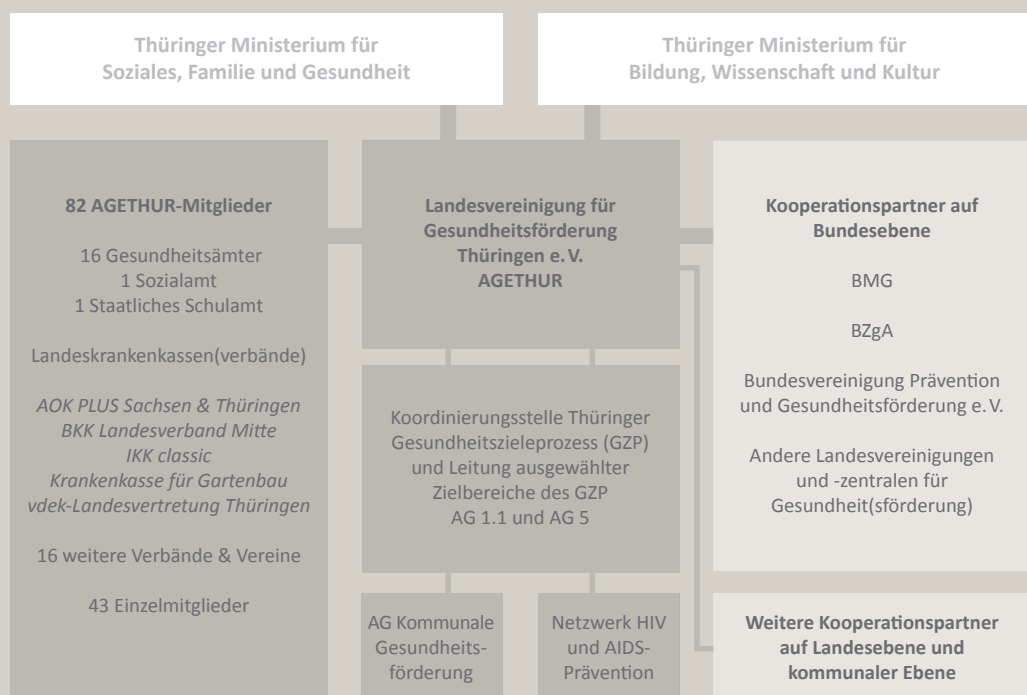 Thüringer Ministerium für
Soziales, Familie und Gesundheit
Thüringer Ministerium für
Bildung, Wissenschaft und Kultur
82 AGETHUR-Mitglieder
16 Gesundheitsämter
1 Sozialamt
1 Staatliches Schulamt
Landeskrankenkassen(verbände)
AOK PLUS Sachsen & Thüringen
BKK Landesverband Mitte
IKK classic
Krankenkasse für Gartenbau
vdek-Landesvertretung Thüringen
16 weitere Verbände & Vereine
43 Einzelmitglieder
Landesvereinigung für
Gesundheitsförderung
Thüringen e. V.
AGETHUR
Koordinierungsstelle Thüringer
Gesundheitszieleprozess (GZP)
und Leitung ausgewählter
Zielbereiche des GZP
AG 1.1 und AG 5
AG Kommunale
Gesundheits-
förderung
Netzwerk HIV
und AIDS-
Prävention
Kooperationspartner auf
Bundesebene
BMG
BZgA
Bundesvereinigung Prävention
und Gesundheitsförderung e. V.
Andere Landesvereinigungen
und -zentralen für
Gesundheit(sförderung)
Weitere Kooperationspartner
auf Landesebene und
kommunaler Ebene